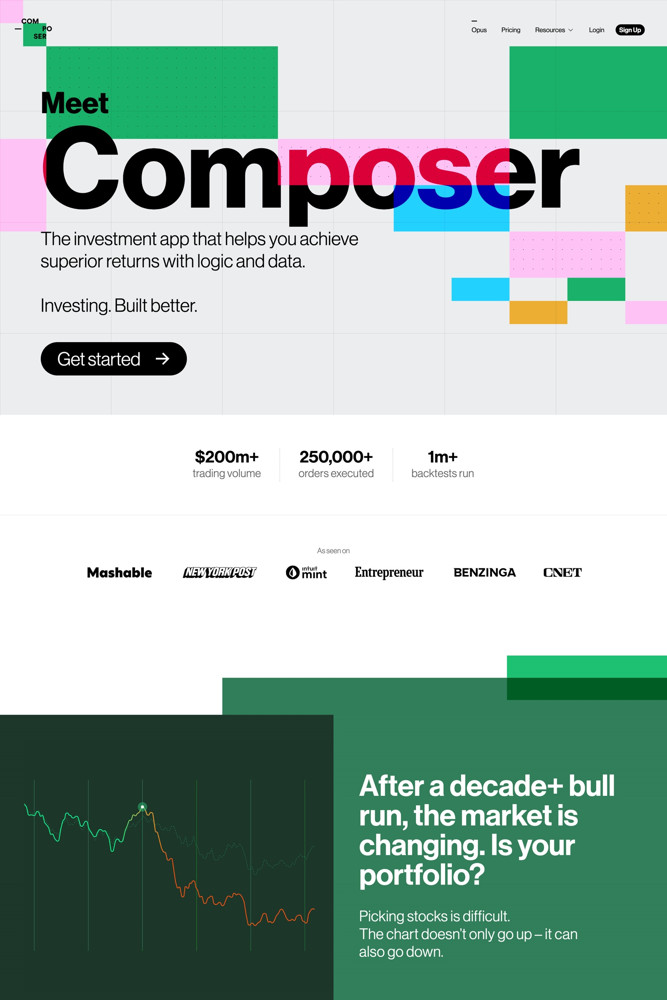 COM
PO
SER
Opus
Pricing
Resources
Login
Sign Up
Meet
Composer
The investment app that helps you achieve
superior returns with logic and data.
Investing. Built better.
Get started
$200m+
trading volume
250,000+
orders executed
1m+
backtests run
As seen on
Mashable
NEW YORK POST
intuit
mint
Entrepreneur
BENZINGA
CNET
After a decade+ bull
run, the market is
changing. Is your
portfolio?
Picking stocks is difficult.
The chart doesn't only go up – it can
also go down.